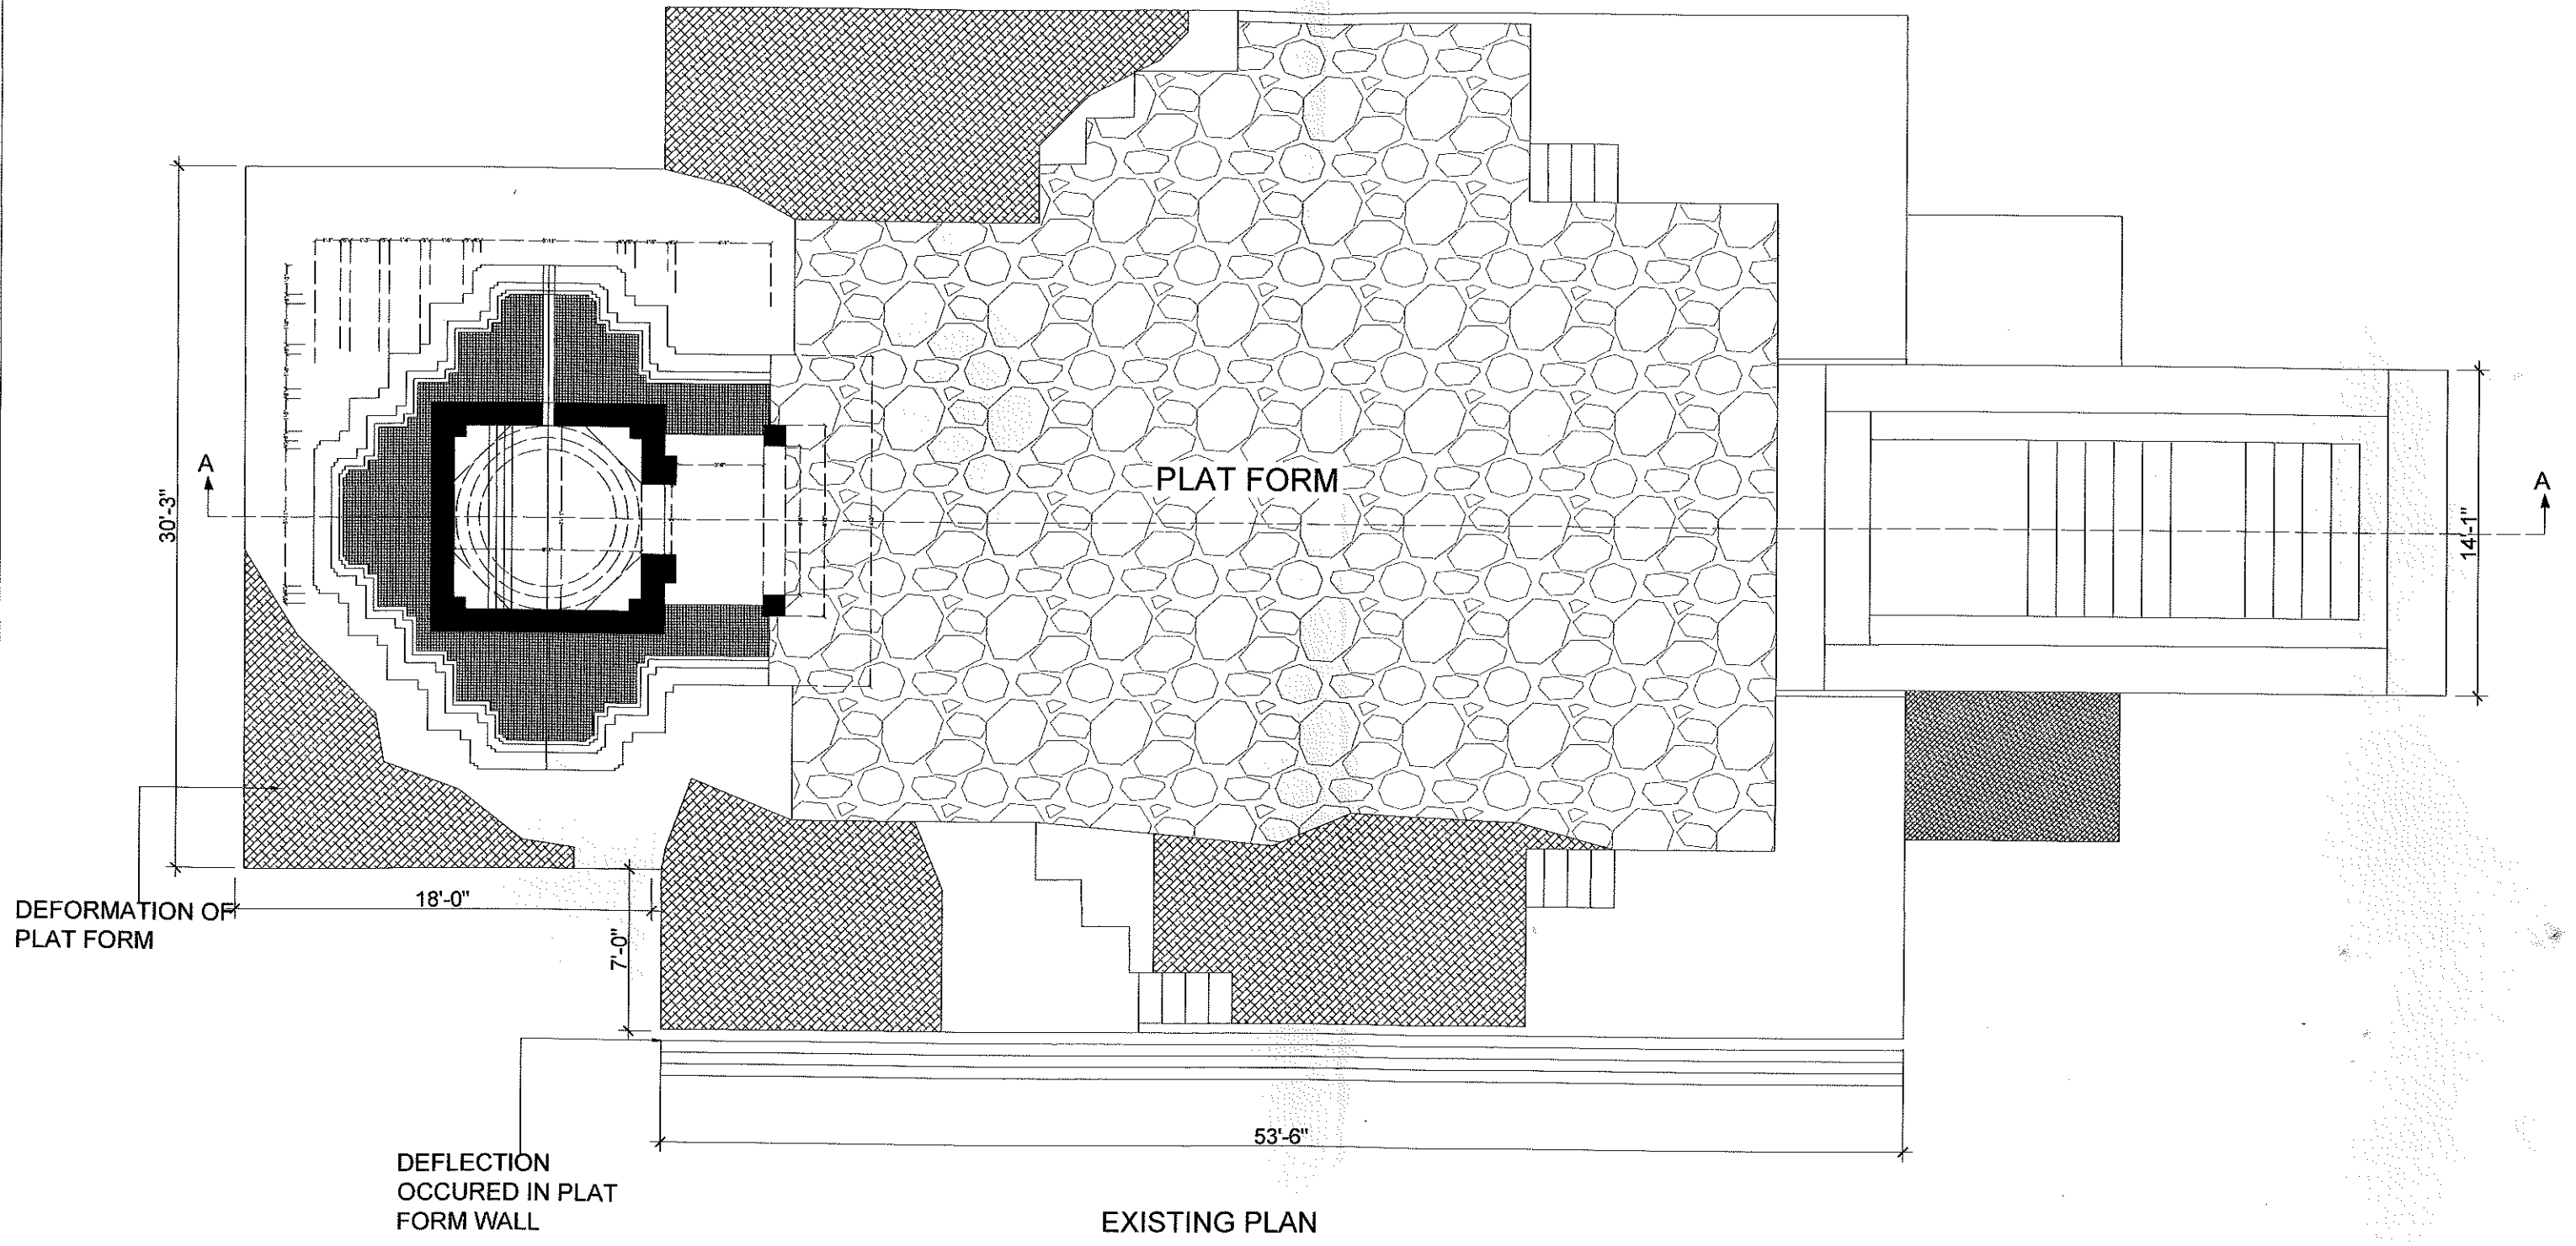 PLAT FORM
A
A
30'-3"
14'-1"
DEFORMATION OF
PLAT FORM
18'-0"
7'-0"
53'-6"
DEFLECTION
OCCURED IN PLAT
FORM WALL
EXISTING PLAN